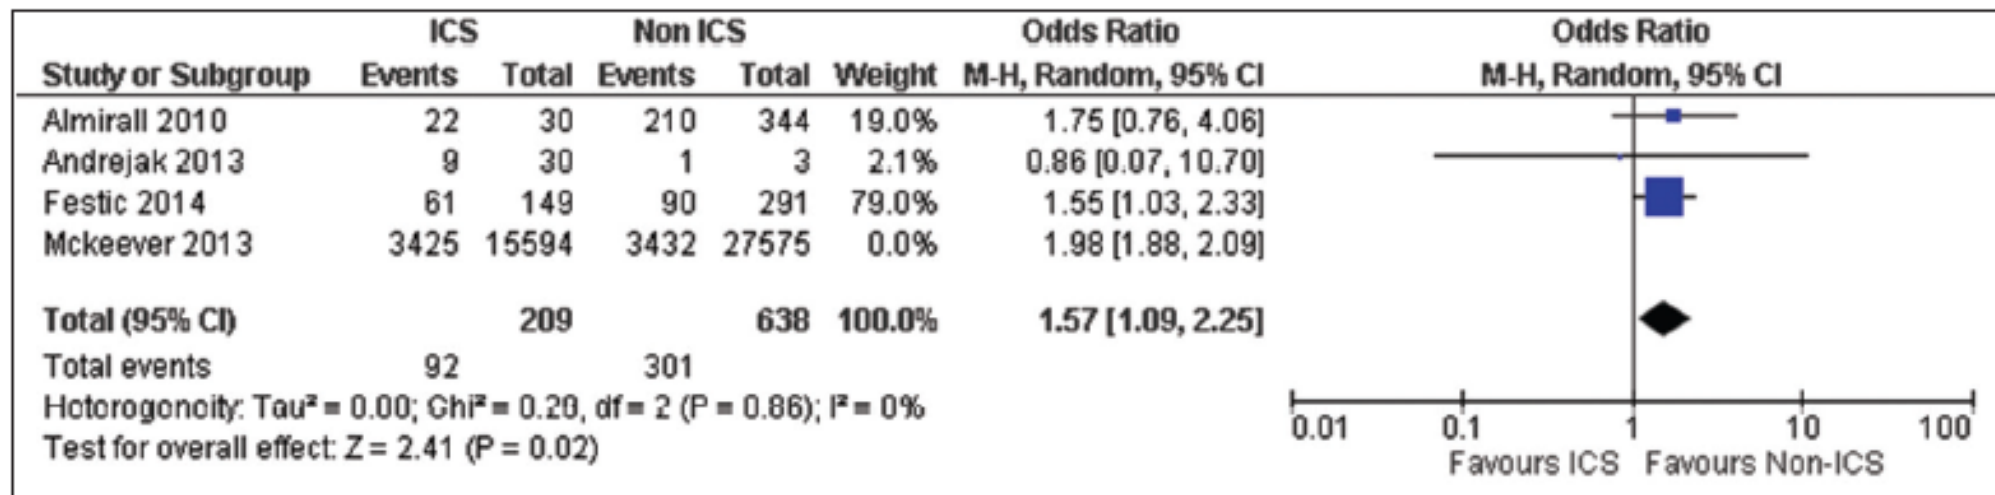 ICS Non ICS Odds Ratio Odds Ratio
Study or Subgroup Events Total Events Total Weight M-H, Random, 95% CI M-H, Random, 95% CI
Almirall 2010 22 30 210 344 19.0% 1.75 [0.76, 4.06]
Andrejak 2013 9 30 1 3 2.1% 0.86 [0.07, 10.70]
Festic 2014 61 149 90 291 79.0% 1.55 [1.03, 2.33]
Mckeever 2013 3425 15594 3432 27575 0.0% 1.98 [1.88, 2.09]
Total (95% CI) 209 638 100.0% 1.57 [1.09, 2.25]
Total events 92 301
Heterogeneity: Tau² = 0.00; Chi² = 0.29, df = 2 (P = 0.86); I² = 0%
Test for overall effect: Z = 2.41 (P = 0.02)
0.01 0.1 1 10 100
Favours ICS Favours Non-ICS